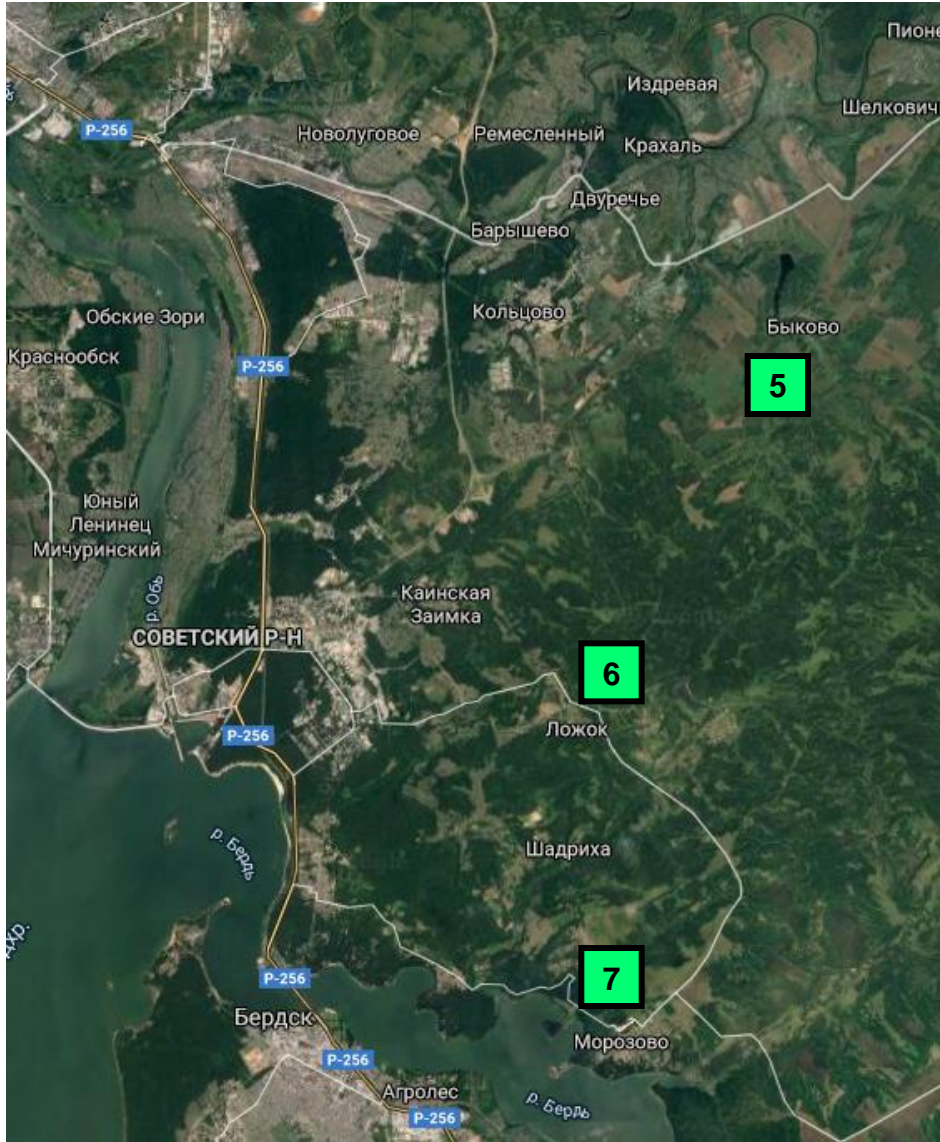 Пионе
Издревая
Шелкович
Р-256
Новолуговое
Ремесленный
Крахаль
Двуречье
Барышево
Обские Зори
Кольцово
Быково
Краснообск
Р-256
5
Юный
Ленинец
Мичуринский
р. Обь
Каинская
Заимка
СОВЕТСКИЙ Р-Н
6
Р-256
Ложок
р. Бердь
Шадриха
дхр.
7
Р-256
Бердск
Морозово
Р-256
Агролес
р. Бердь
Р-256